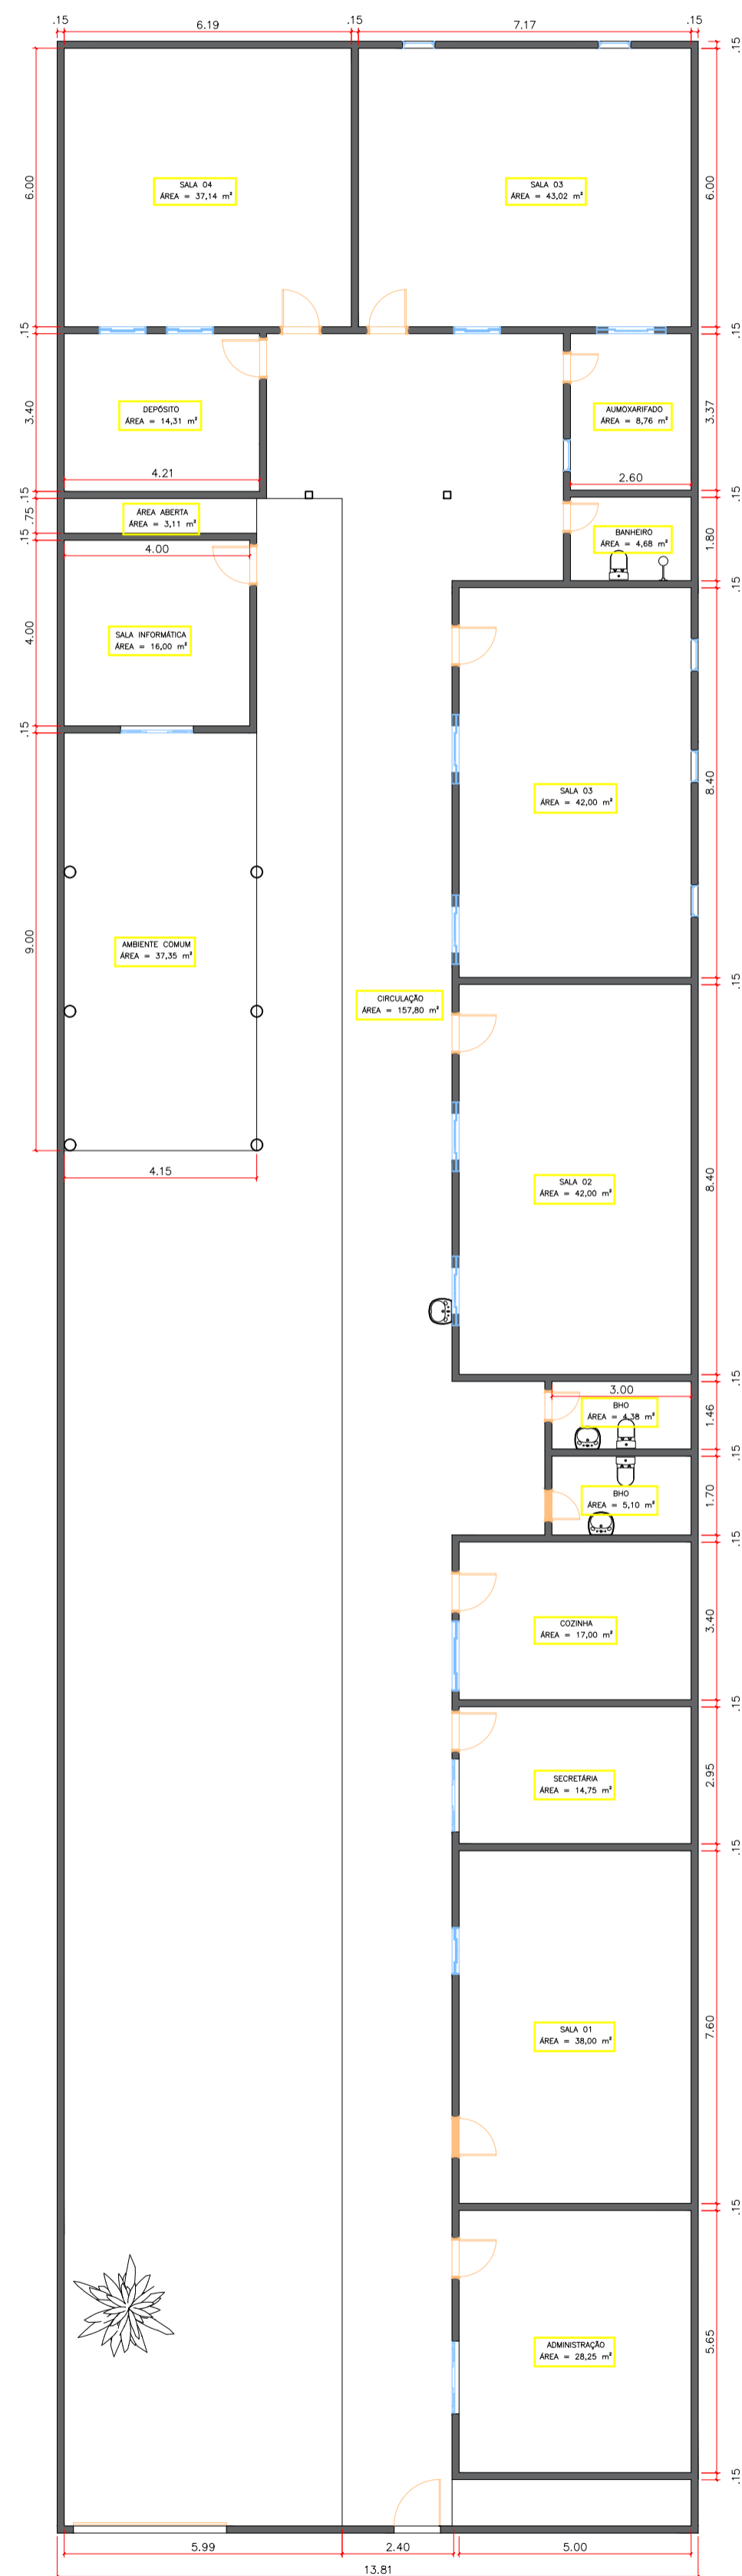 .15
6.19
.15
7.17
.15
.15
6.00
SALA 04
ÁREA = 37,14 m²
SALA 03
ÁREA = 43,02 m²
6.00
.15
.15
3.40
DEPÓSITO
ÁREA = 14,31 m²
AUMOXARIFADO
ÁREA = 8,76 m²
3.37
4.21
2.60
.15
.15
.75
ÁREA ABERTA
ÁREA = 3,11 m²
BANHEIRO
ÁREA = 4,68 m²
1.80
.15
4.00
.15
4.00
SALA INFORMÁTICA
ÁREA = 16,00 m²
.15
SALA 03
ÁREA = 42,00 m²
8.40
9.00
AMBIENTE COMUM
ÁREA = 37,35 m²
.15
CIRCULAÇÃO
ÁREA = 157,80 m²
4.15
SALA 02
ÁREA = 42,00 m²
8.40
.15
3.00
BHO
ÁREA = 4,38 m²
1.46
.15
BHO
ÁREA = 5,10 m²
1.70
.15
COZINHA
ÁREA = 17,00 m²
3.40
.15
SECRETÁRIA
ÁREA = 14,75 m²
2.95
.15
SALA 01
ÁREA = 38,00 m²
7.60
.15
ADMINISTRAÇÃO
ÁREA = 28,25 m²
5.65
.15
5.99
2.40
5.00
13.81